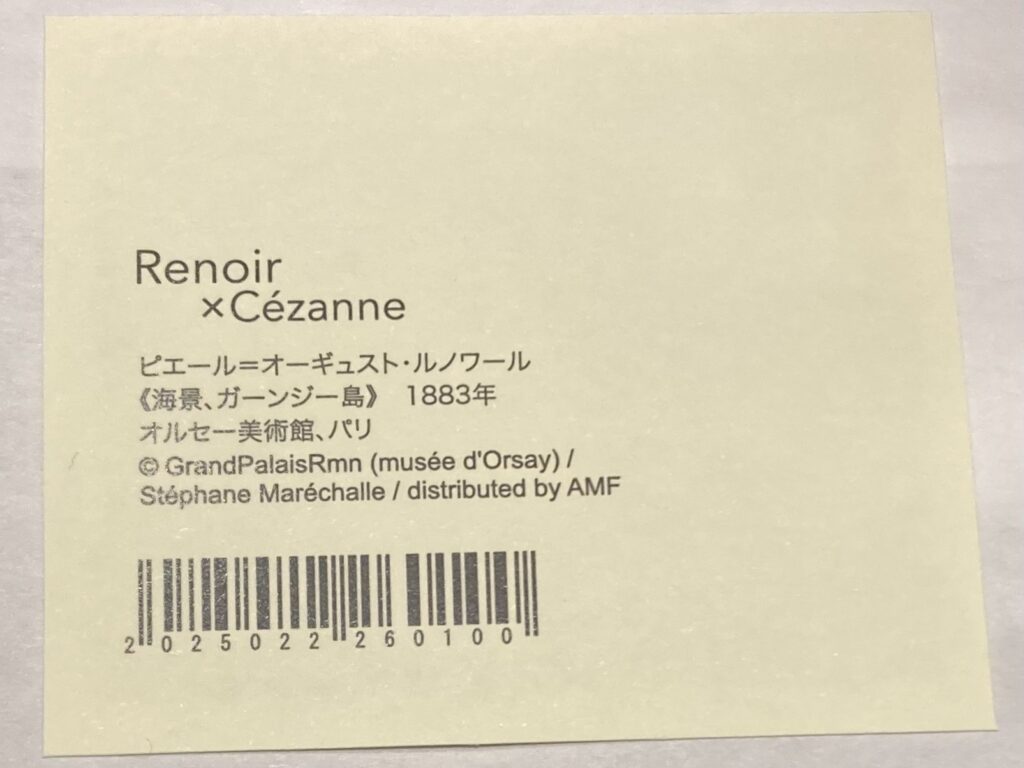 Renoir
×Cézanne
ピエール=オーギュスト・ルノワール
《海景、ガーンジー島》 1883年
オルセー美術館、パリ
© GrandPalaisRmn (musée d'Orsay) /
Stéphane Maréchalle / distributed by AMF
2025022260100